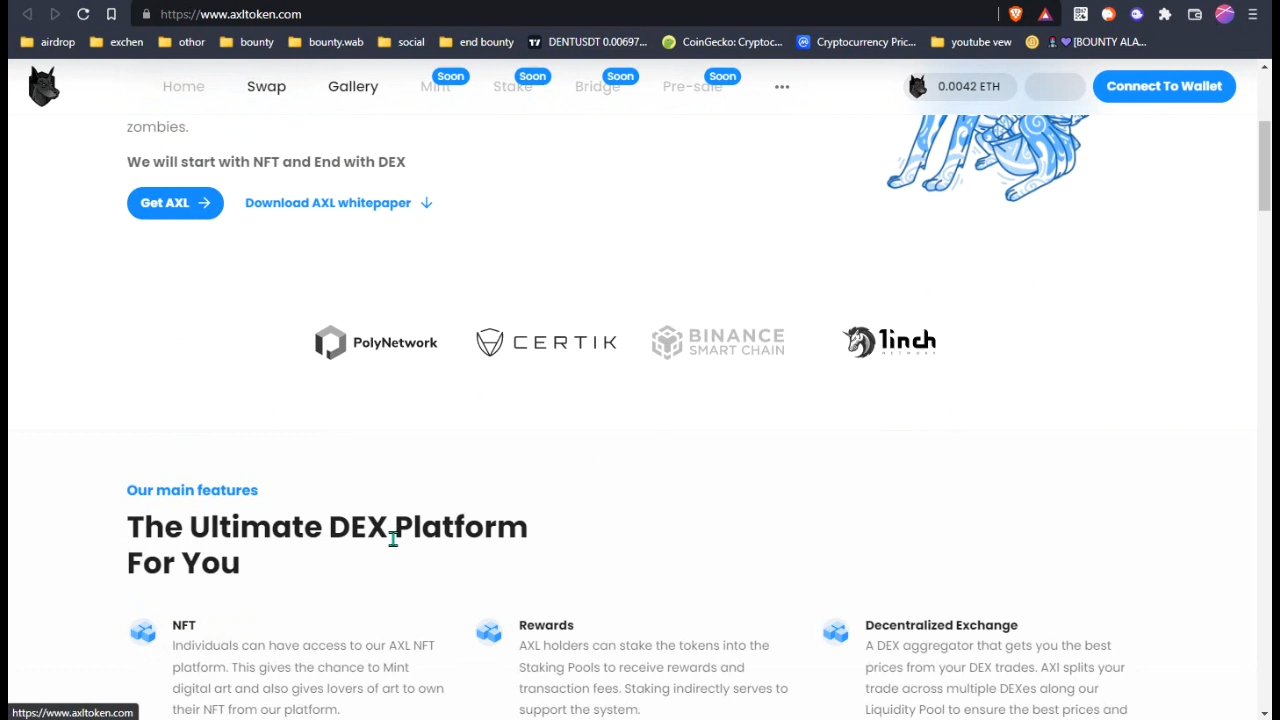 https://www.axltoken.com
airdrop exchen othor bounty bounty.wab social end bounty DENTUSDT 0.00697... CoinGecko: Cryptoc... Cryptocurrency Pric... youtube vew [BOUNTY ALA...
Soon Soon Soon Soon
Home Swap Gallery Mint Stake Bridge Pre-sale ••• 0.0042 ETH Connect To Wallet
zombies.
We will start with NFT and End with DEX
Get AXL → Download AXL whitepaper ↓
PolyNetwork CERTIK BINANCE SMART CHAIN 1inch NETWORK
Our main features
The Ultimate DEX Platform
For You
NFT
Individuals can have access to our AXL NFT
platform. This gives the chance to Mint
digital art and also gives lovers of art to own
their NFT from our platform.
Rewards
AXL holders can stake the tokens into the
Staking Pools to receive rewards and
transaction fees. Staking indirectly serves to
support the system.
Decentralized Exchange
A DEX aggregator that gets you the best
prices from your DEX trades. AXl splits your
trade across multiple DEXes along our
Liquidity Pool to ensure the best prices and
https://www.axltoken.com